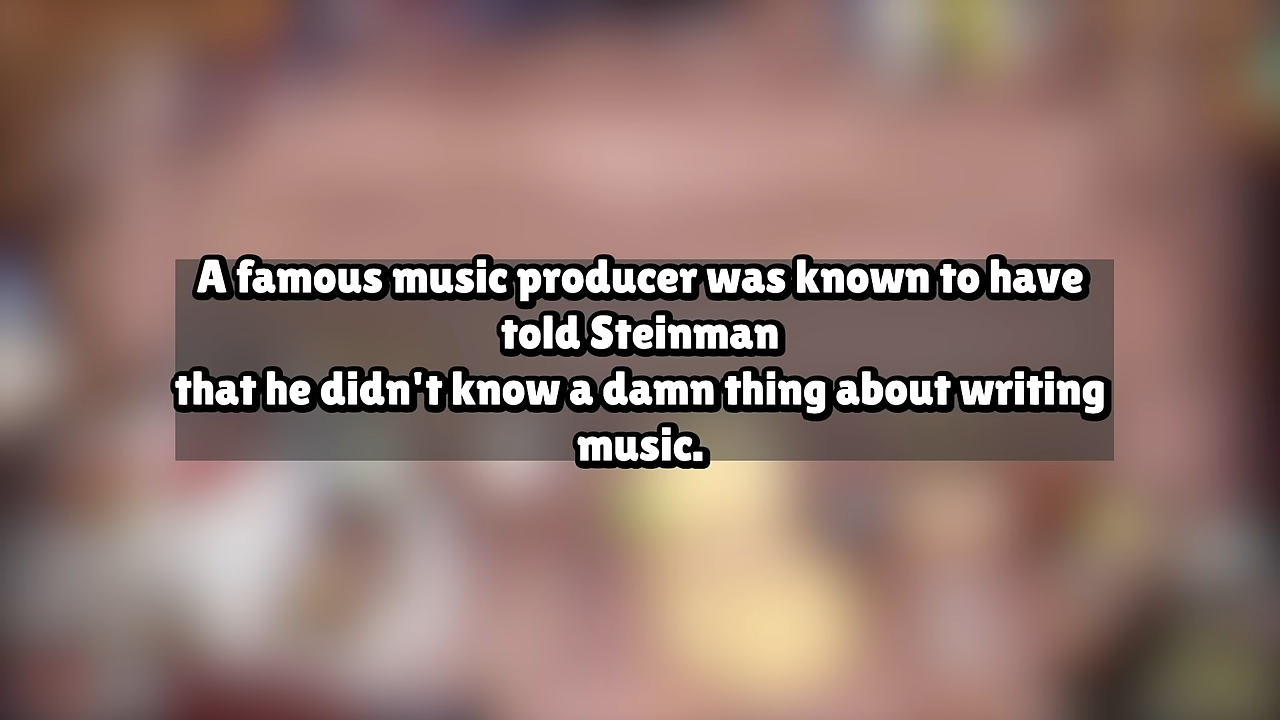 A famous music producer was known to have
told Steinman
that he didn't know a damn thing about writing
music.